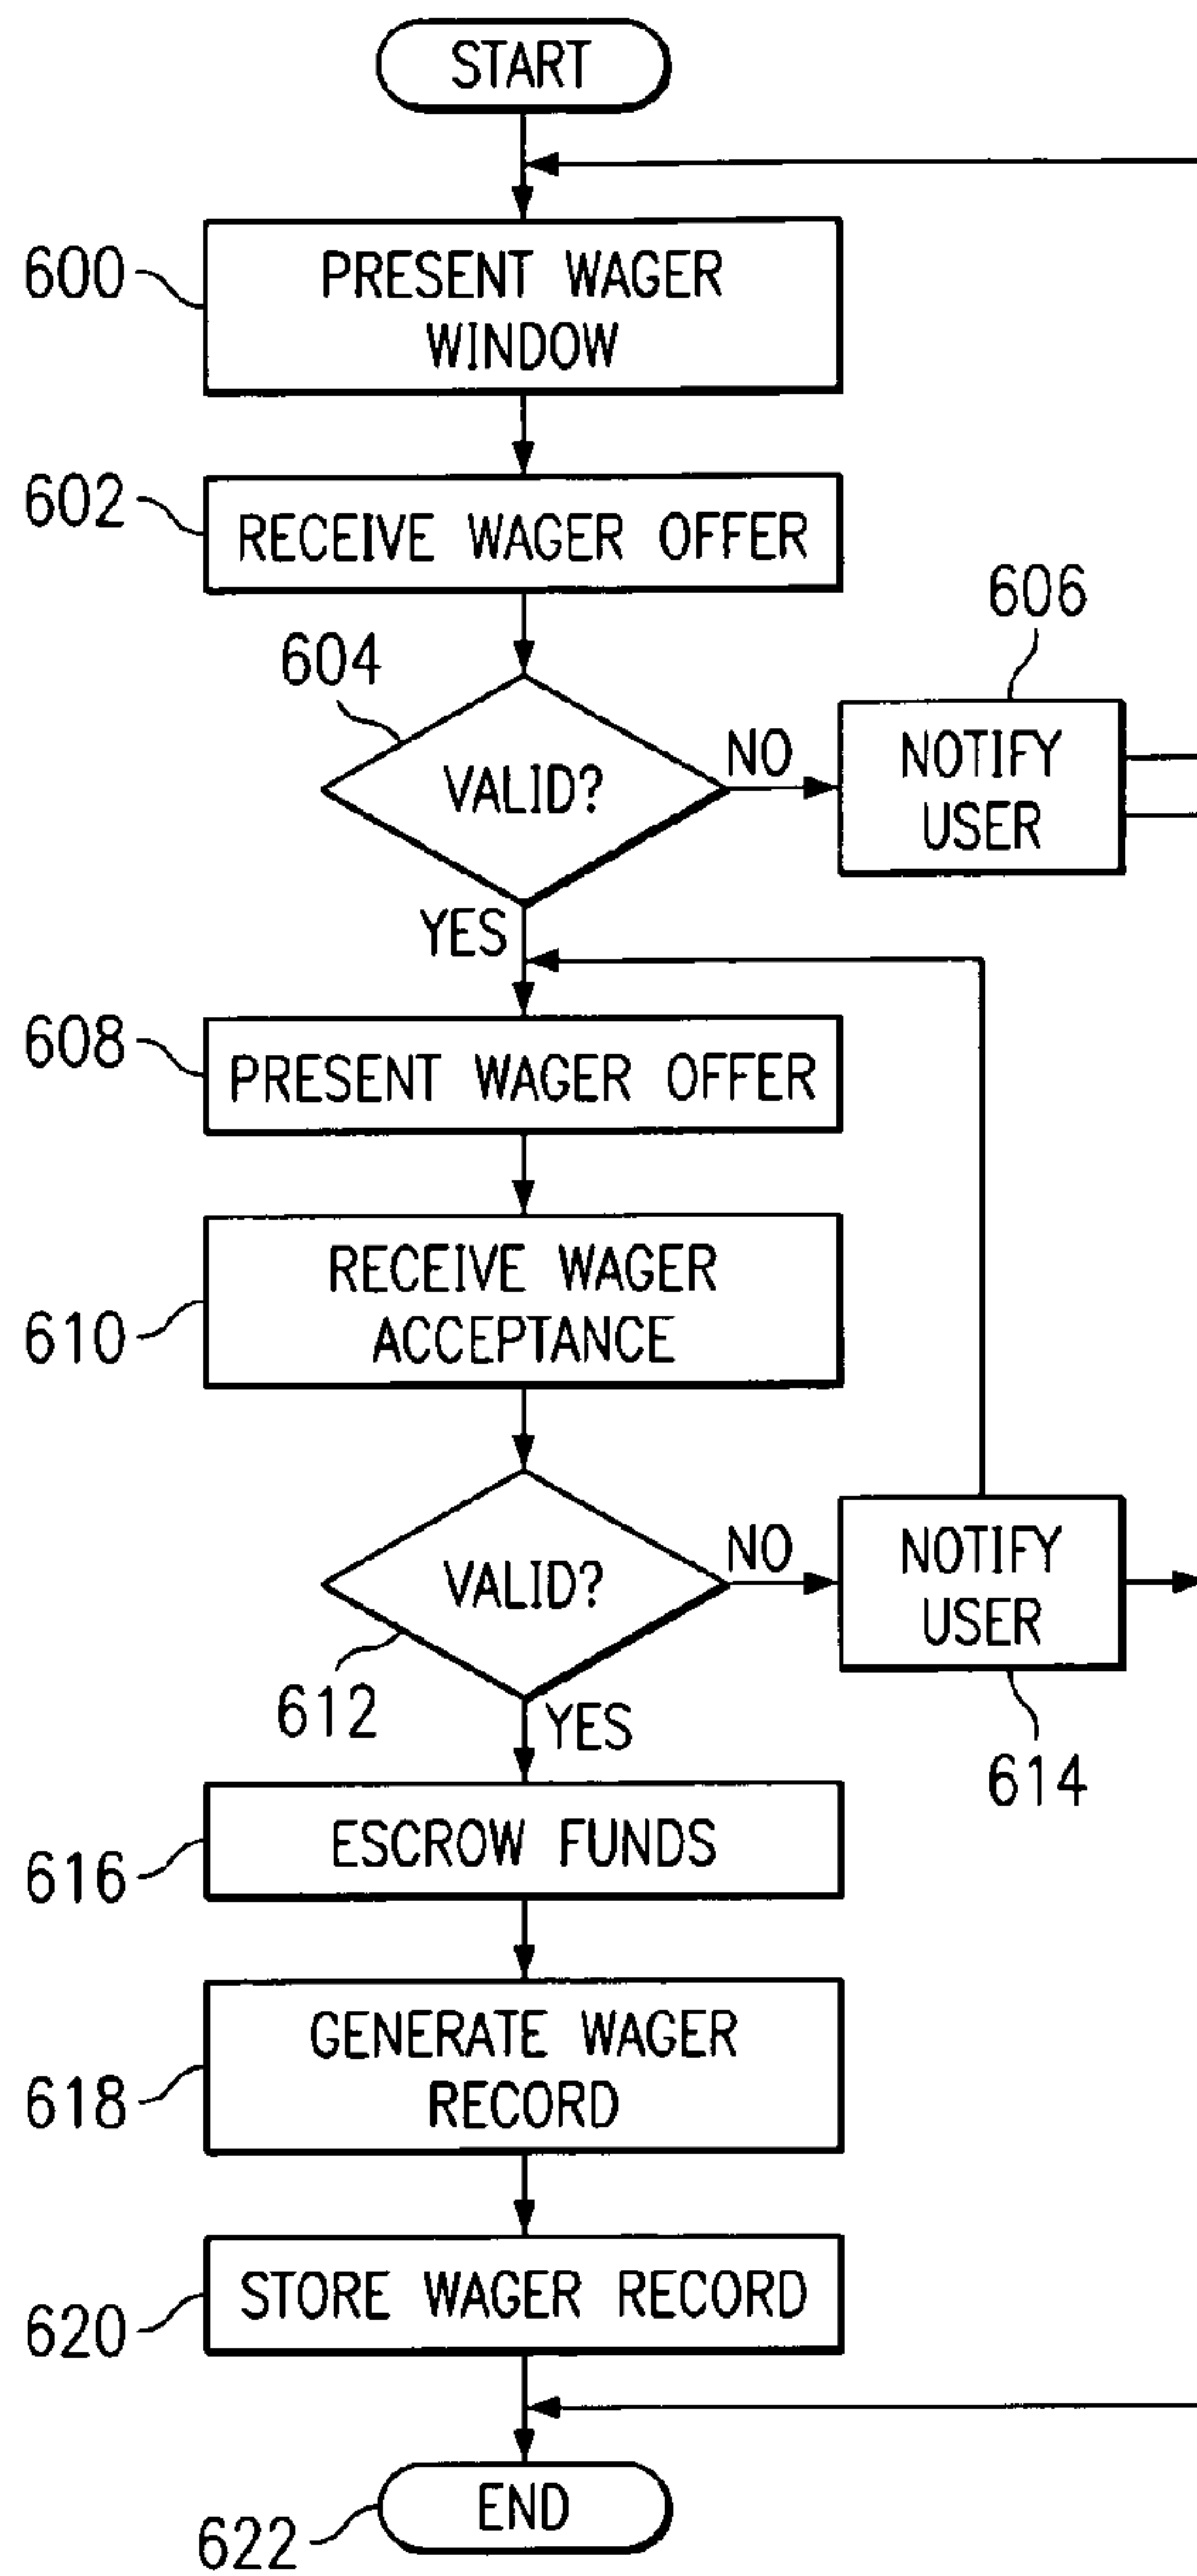 START
600
PRESENT WAGER
WINDOW
602
RECEIVE WAGER OFFER
604
VALID?
NO
606
NOTIFY
USER
YES
608
PRESENT WAGER OFFER
610
RECEIVE WAGER
ACCEPTANCE
612
VALID?
NO
NOTIFY
USER
614
YES
616
ESCROW FUNDS
618
GENERATE WAGER
RECORD
620
STORE WAGER RECORD
622
END